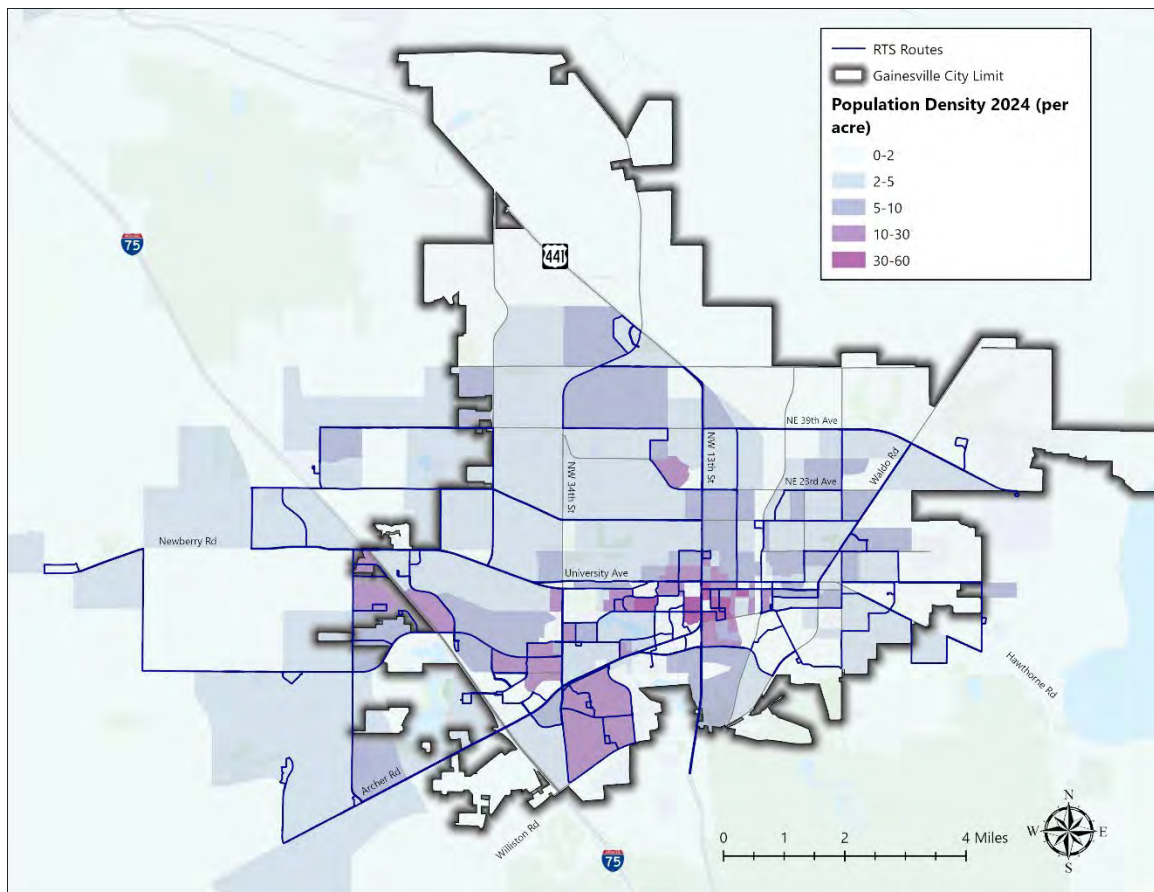 RTS Routes
Gainesville City Limit
Population Density 2024 (per
acre)
0-2
2-5
5-10
10-30
30-60
75
441
NE 39th Ave
NW 13th St
Waldo Rd
NW 34th St
NE 23rd Ave
Newberry Rd
University Ave
Hawthorne Rd
Archer Rd
Williston Rd
75
0 1 2 4 Miles
N
W E
S